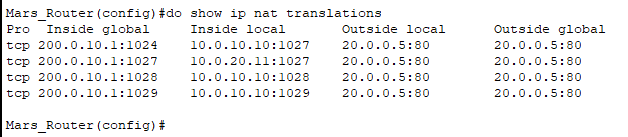 Mars_Router(config)#do show ip nat translations
Pro  Inside global     Inside local       Outside local      Outside global
tcp 200.0.10.1:1024    10.0.10.10:1027    20.0.0.5:80        20.0.0.5:80
tcp 200.0.10.1:1027    10.0.20.11:1027    20.0.0.5:80        20.0.0.5:80
tcp 200.0.10.1:1028    10.0.10.10:1028    20.0.0.5:80        20.0.0.5:80
tcp 200.0.10.1:1029    10.0.10.10:1029    20.0.0.5:80        20.0.0.5:80
Mars_Router(config)#